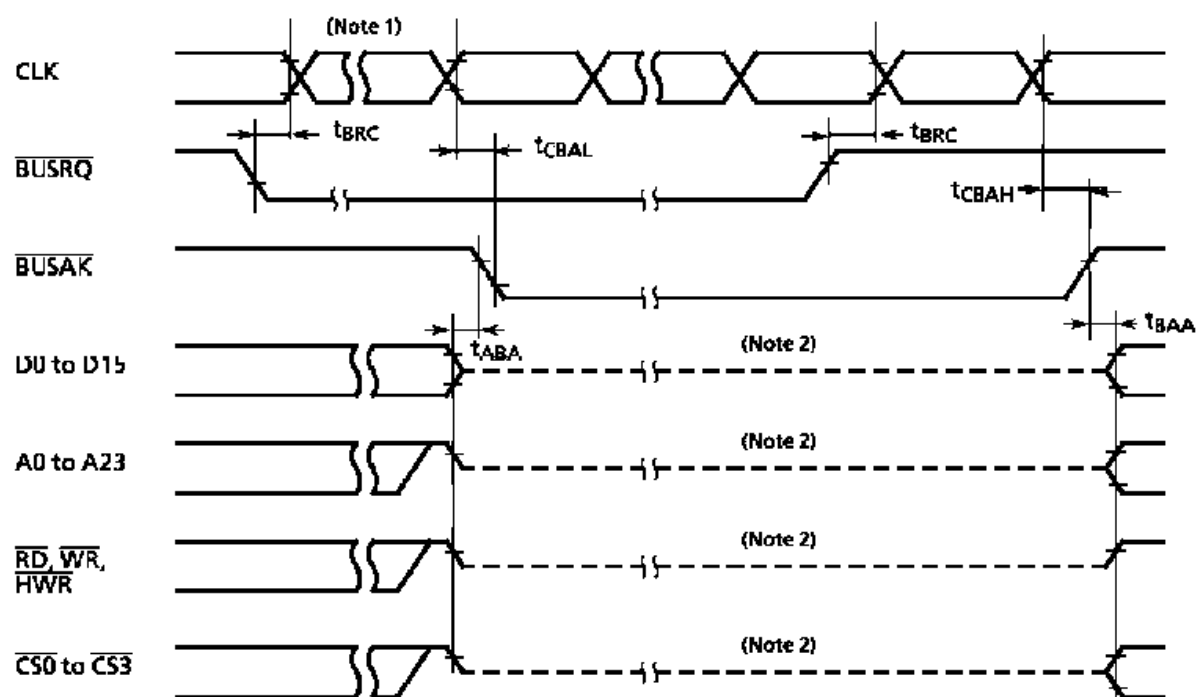 (Note 1)
CLK
tBRC
tCBAL
tBRC
BUSRQ
tCBAH
BUSAK
tBAA
tABA
D0 to D15
(Note 2)
A0 to A23
(Note 2)
RD, WR,
HWR
(Note 2)
CS0 to CS3
(Note 2)